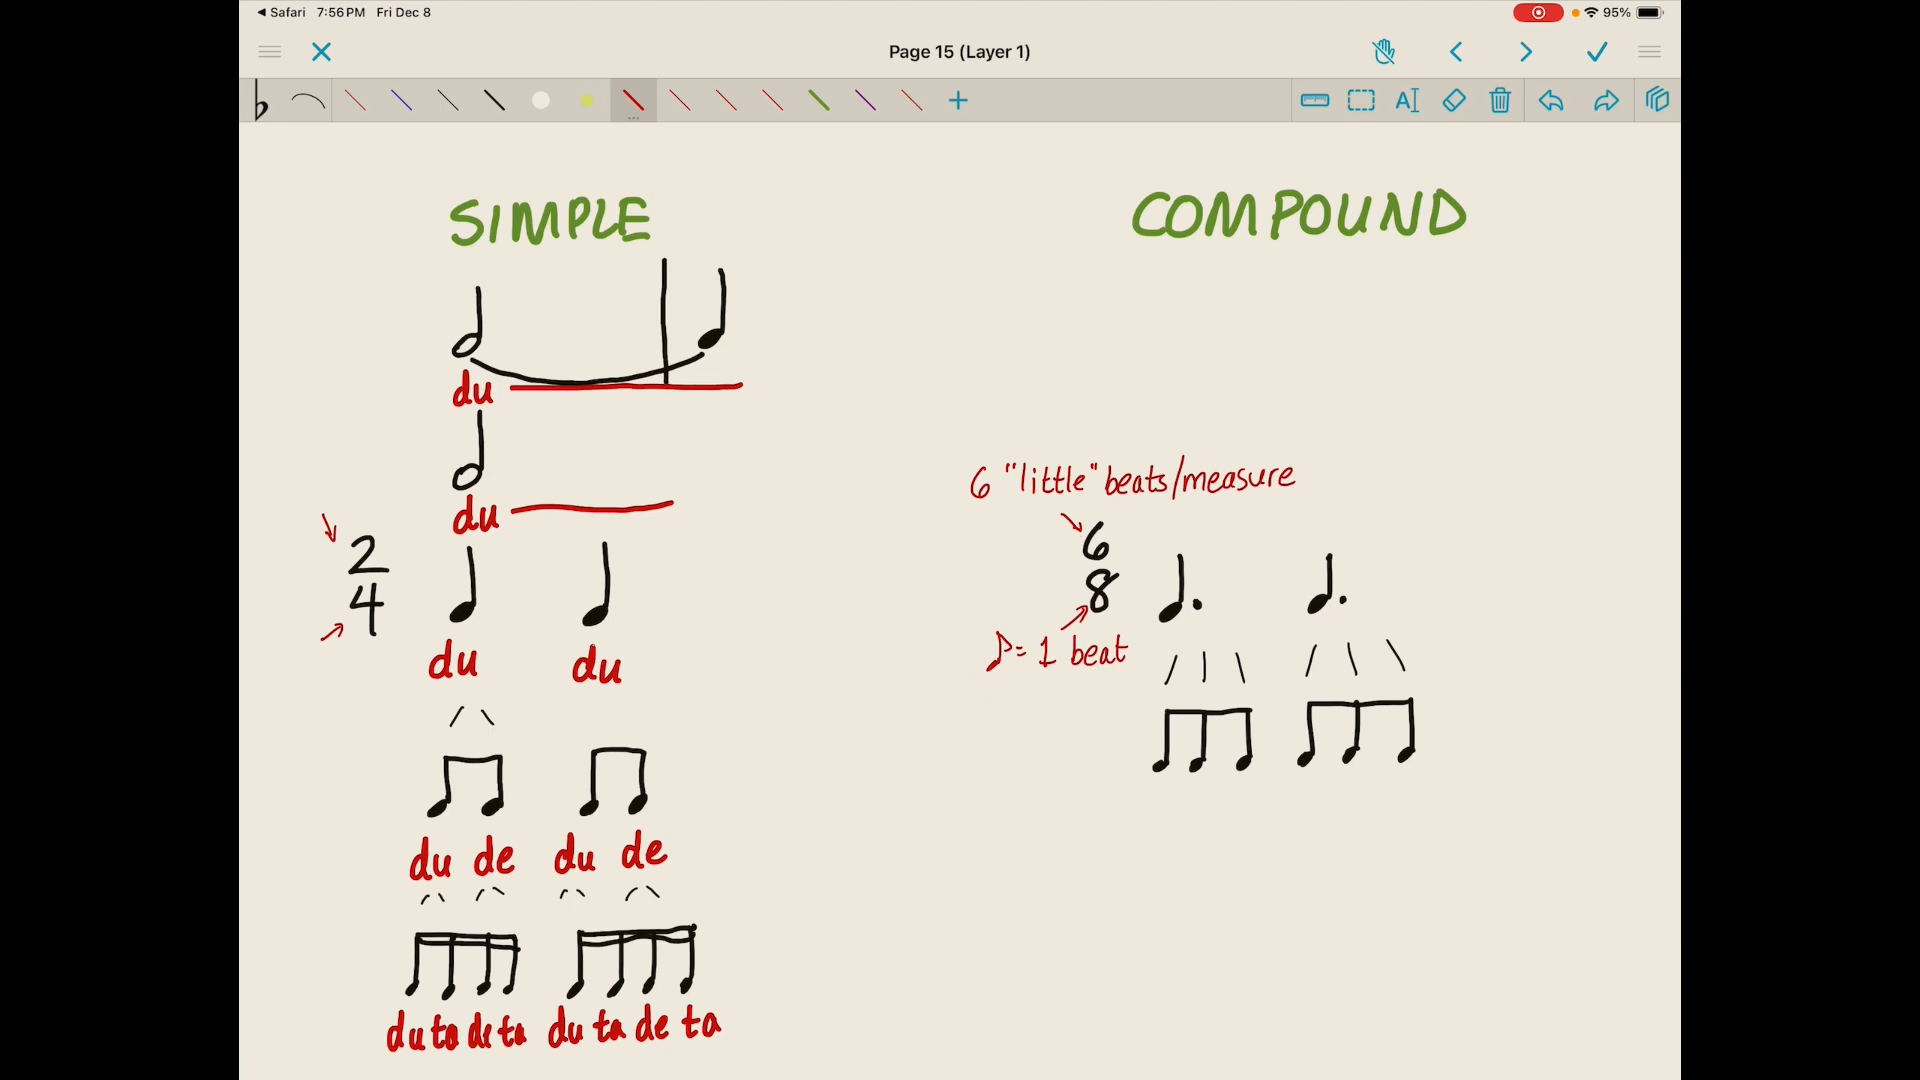 Safari 7:56 PM Fri Dec 8
95%
Page 15 (Layer 1)
A
SIMPLE
COMPOUND
du
du
2
4
du du
du de du de
du ta de ta du ta de ta
6 "little" beats/measure
6
8
♪= 1 beat